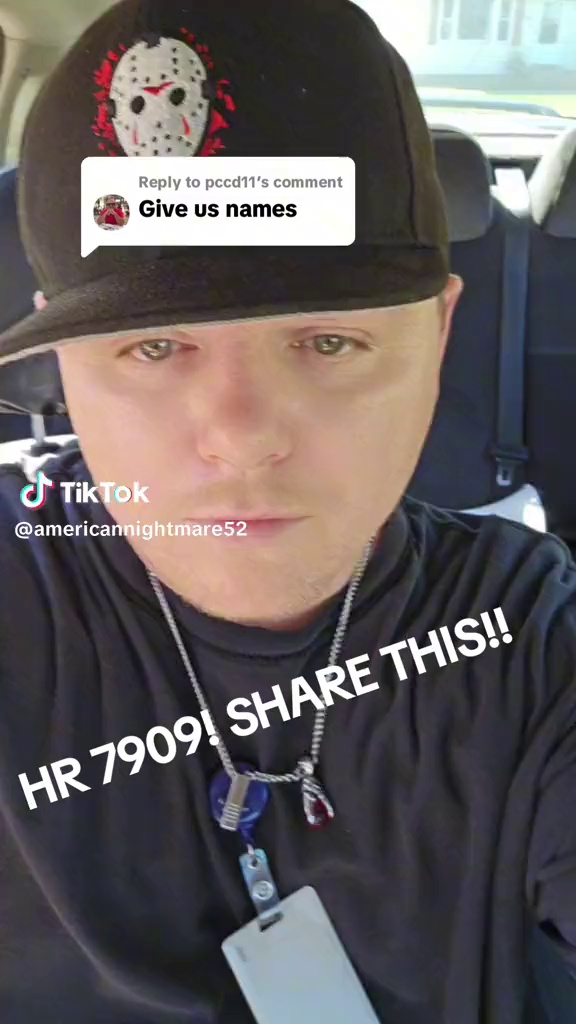 Reply to pccd11's comment
Give us names
TikTok
@americannightmare52
HR 7909! SHARE THIS!!